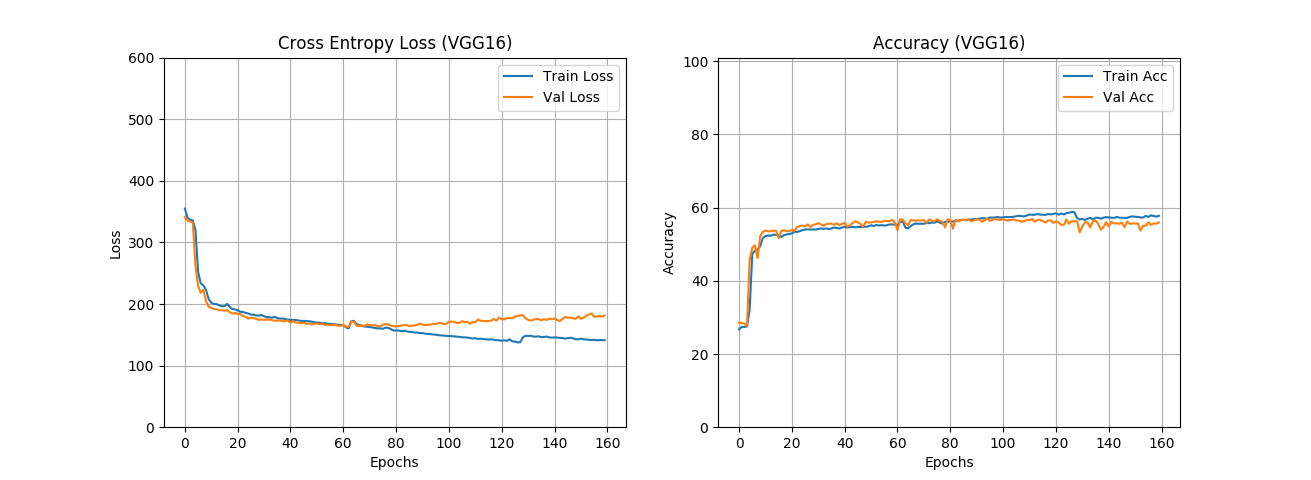 Cross Entropy Loss (VGG16)
600
500
400
300
200
100
0
Loss
Train Loss
Val Loss
0 20 40 60 80 100 120 140 160
Epochs
Accuracy (VGG16)
100
80
60
40
20
0
Accuracy
Train Acc
Val Acc
0 20 40 60 80 100 120 140 160
Epochs